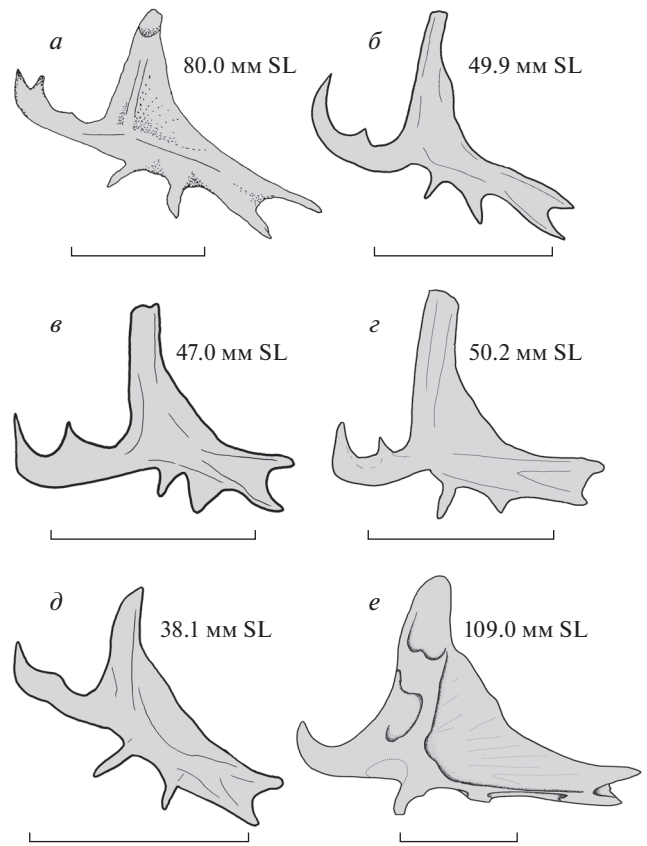 а
80.0 мм SL
б
49.9 мм SL
в
47.0 мм SL
г
50.2 мм SL
д
38.1 мм SL
е
109.0 мм SL